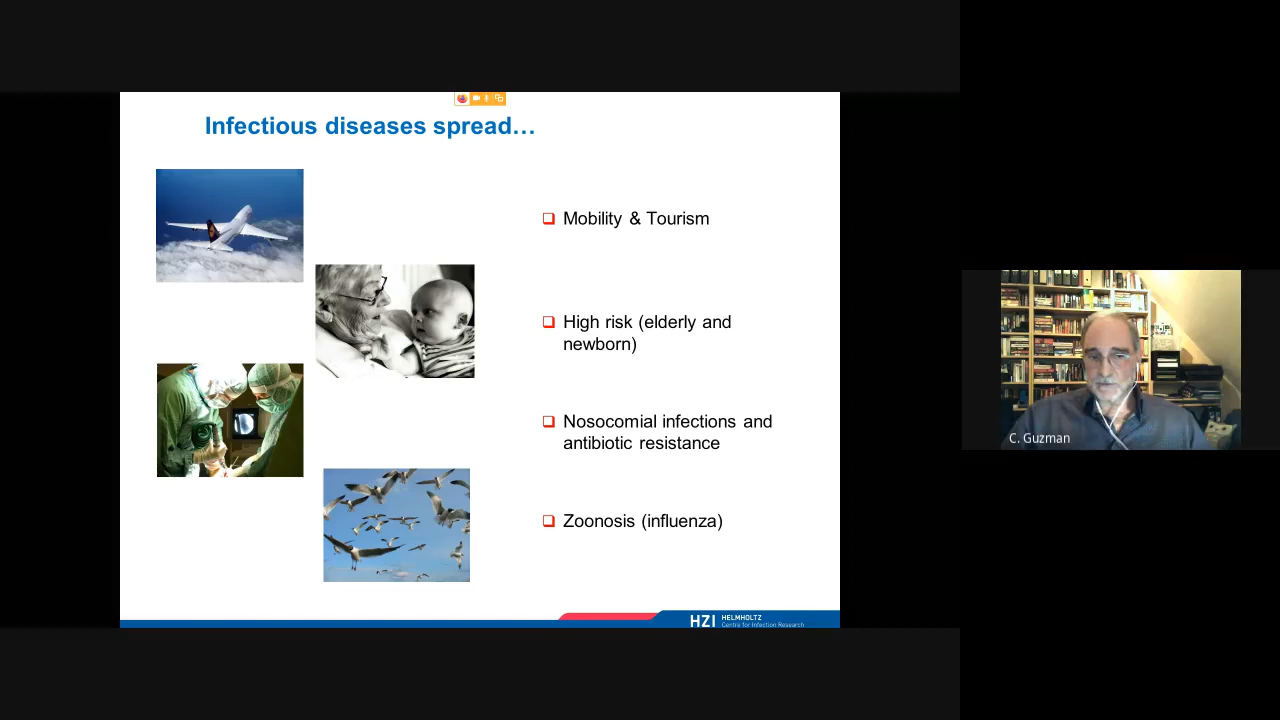 Infectious diseases spread…
Mobility & Tourism
High risk (elderly and
newborn)
Nosocomial infections and
antibiotic resistance
Zoonosis (influenza)
HZI HELMHOLTZ
Centre for Infection Research
C. Guzman